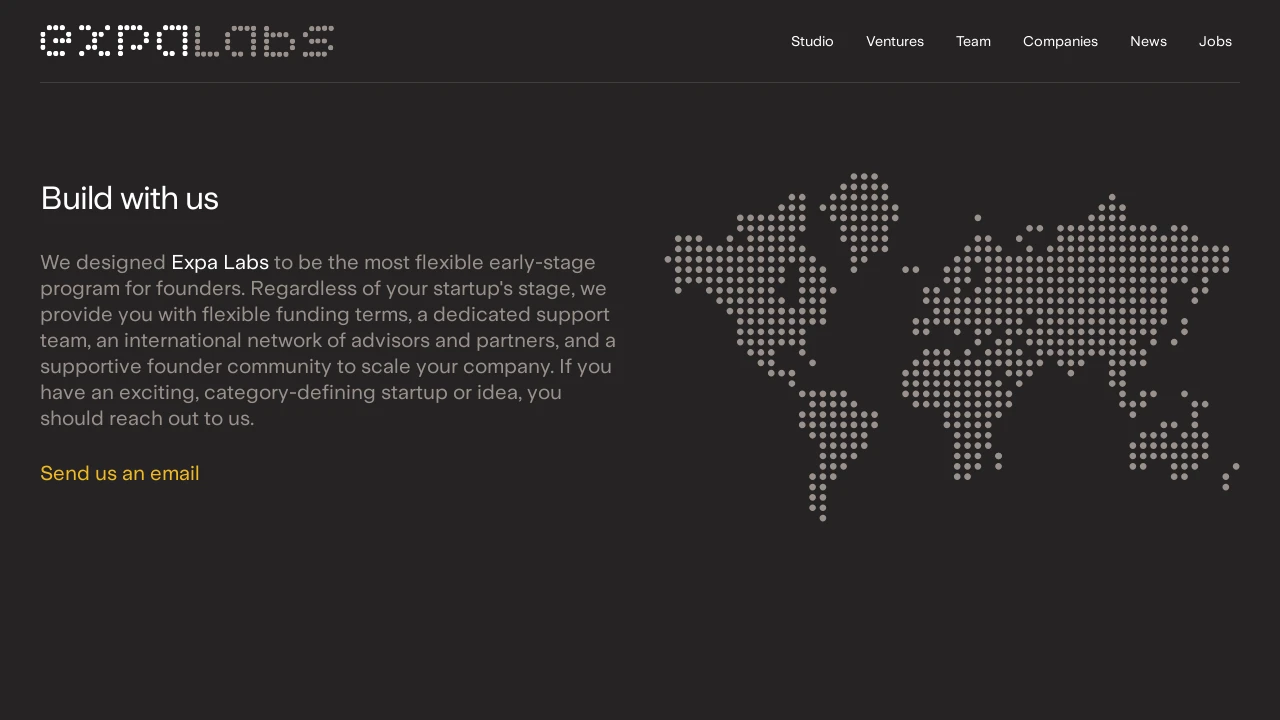 expaLabs
Studio Ventures Team Companies News Jobs
Build with us
We designed Expa Labs to be the most flexible early-stage
program for founders. Regardless of your startup's stage, we
provide you with flexible funding terms, a dedicated support
team, an international network of advisors and partners, and a
supportive founder community to scale your company. If you
have an exciting, category-defining startup or idea, you
should reach out to us.
Send us an email